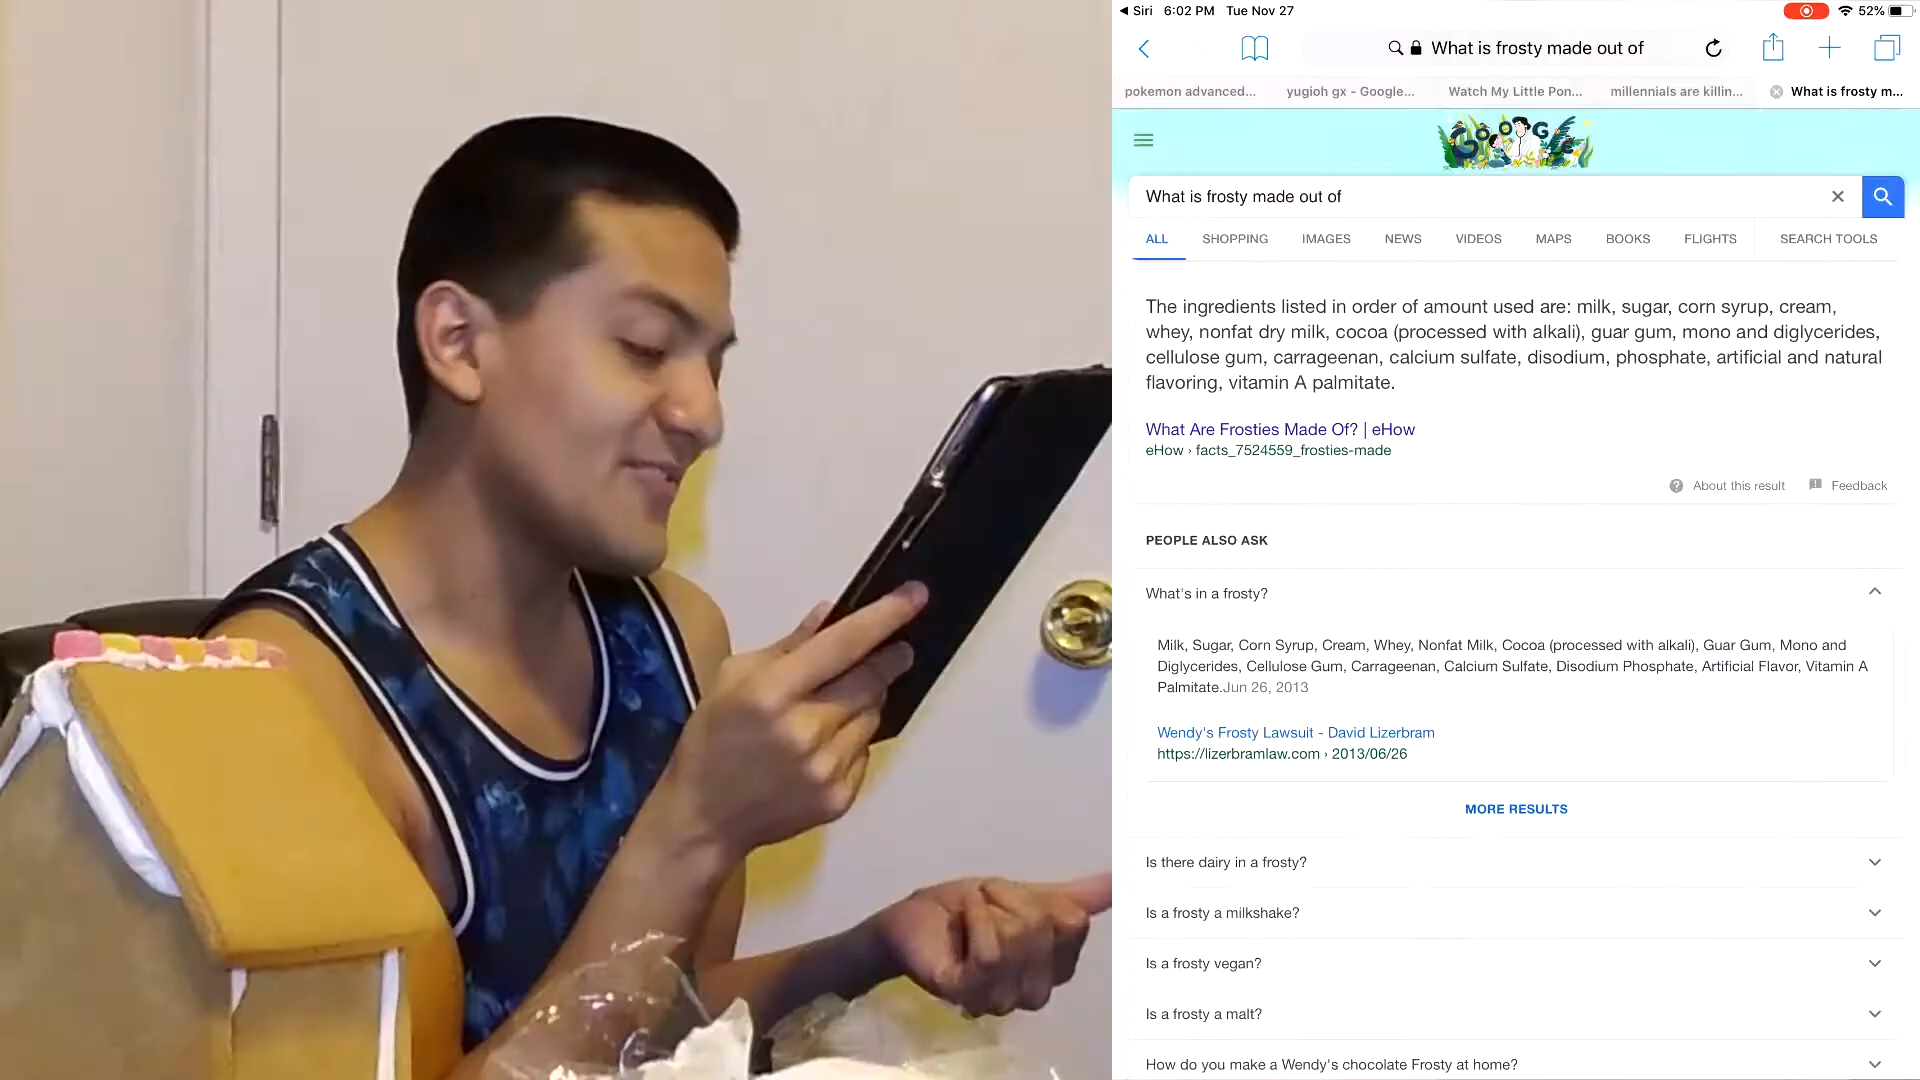 Siri 6:02 PM Tue Nov 27 52%
What is frosty made out of
pokemon advanced... yugioh gx - Google... Watch My Little Pon... millennials are killin... What is frosty m...
GOOGLE
What is frosty made out of
ALL SHOPPING IMAGES NEWS VIDEOS MAPS BOOKS FLIGHTS SEARCH TOOLS
The ingredients listed in order of amount used are: milk, sugar, corn syrup, cream,
whey, nonfat dry milk, cocoa (processed with alkali), guar gum, mono and diglycerides,
cellulose gum, carrageenan, calcium sulfate, disodium, phosphate, artificial and natural
flavoring, vitamin A palmitate.
What Are Frosties Made Of? | eHow
eHow › facts_7524559_frosties-made
About this result Feedback
PEOPLE ALSO ASK
What's in a frosty?
Milk, Sugar, Corn Syrup, Cream, Whey, Nonfat Milk, Cocoa (processed with alkali), Guar Gum, Mono and
Diglycerides, Cellulose Gum, Carrageenan, Calcium Sulfate, Disodium Phosphate, Artificial Flavor, Vitamin A
Palmitate.Jun 26, 2013
Wendy's Frosty Lawsuit - David Lizerbram
https://lizerbramlaw.com › 2013/06/26
MORE RESULTS
Is there dairy in a frosty?
Is a frosty a milkshake?
Is a frosty vegan?
Is a frosty a malt?
How do you make a Wendy's chocolate Frosty at home?